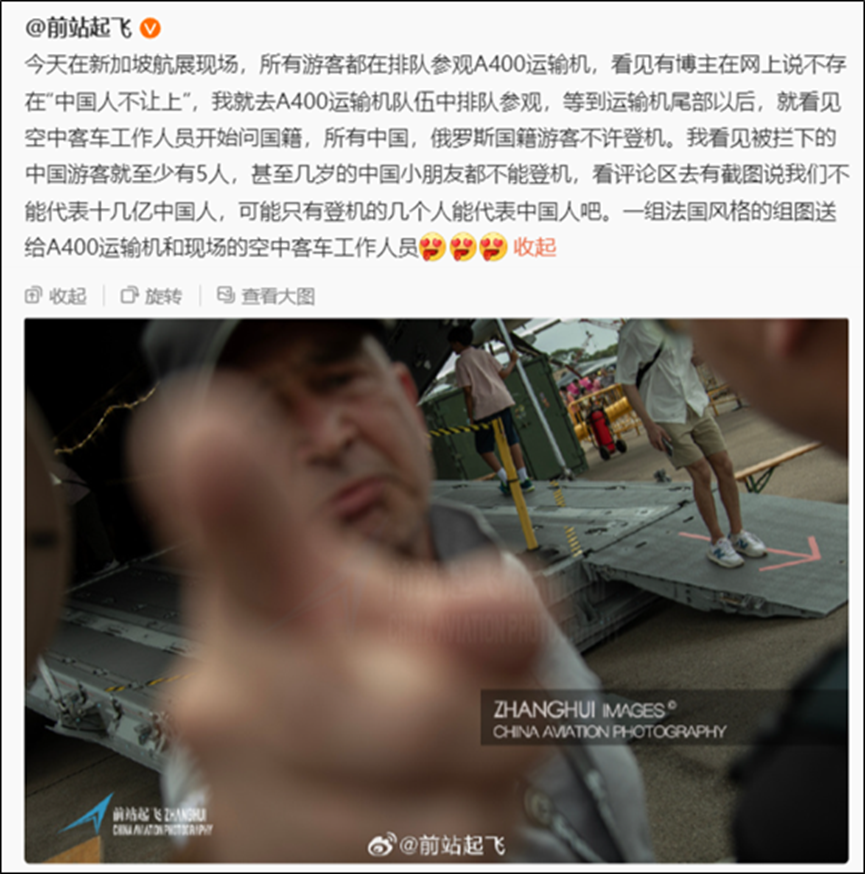 @前站起飞
今天在新加坡航展现场，所有游客都在排队参观A400运输机，看见有博主在网上说不存
在“中国人不让上”，我就去A400运输机队伍中排队参观，等到运输机尾部以后，就看见
空中客车工作人员开始问国籍，所有中国，俄罗斯国籍游客不许登机。我看见被拦下的
中国游客就至少有5人，甚至几岁的中国小朋友都不能登机，看评论区去有截图说我们不
能代表十几亿中国人，可能只有登机的几个人能代表中国人吧。一组法国风格的组图送
给A400运输机和现场的空中客车工作人员 收起
收起 旋转 查看大图
ZHANGHUI IMAGES©
CHINA AVIATION PHOTOGRAPHY
前站起飞 ZHANGHUI
CHINA AVIATION PHOTOGRAPHY
@前站起飞